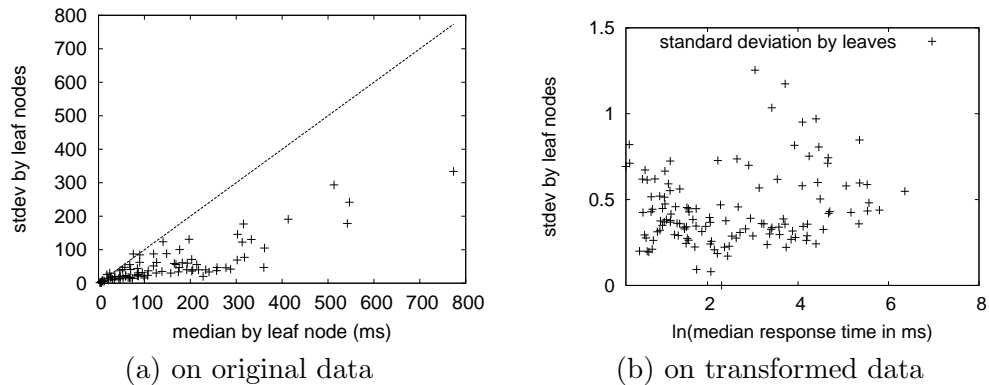 800
700
600
500
400
300
200
100
0
0 100 200 300 400 500 600 700 800
stdev by leaf nodes
median by leaf node (ms)
(a) on original data
1.5
1
0.5
0
2 4 6 8
standard deviation by leaves
stdev by leaf nodes
ln(median response time in ms)
(b) on transformed data